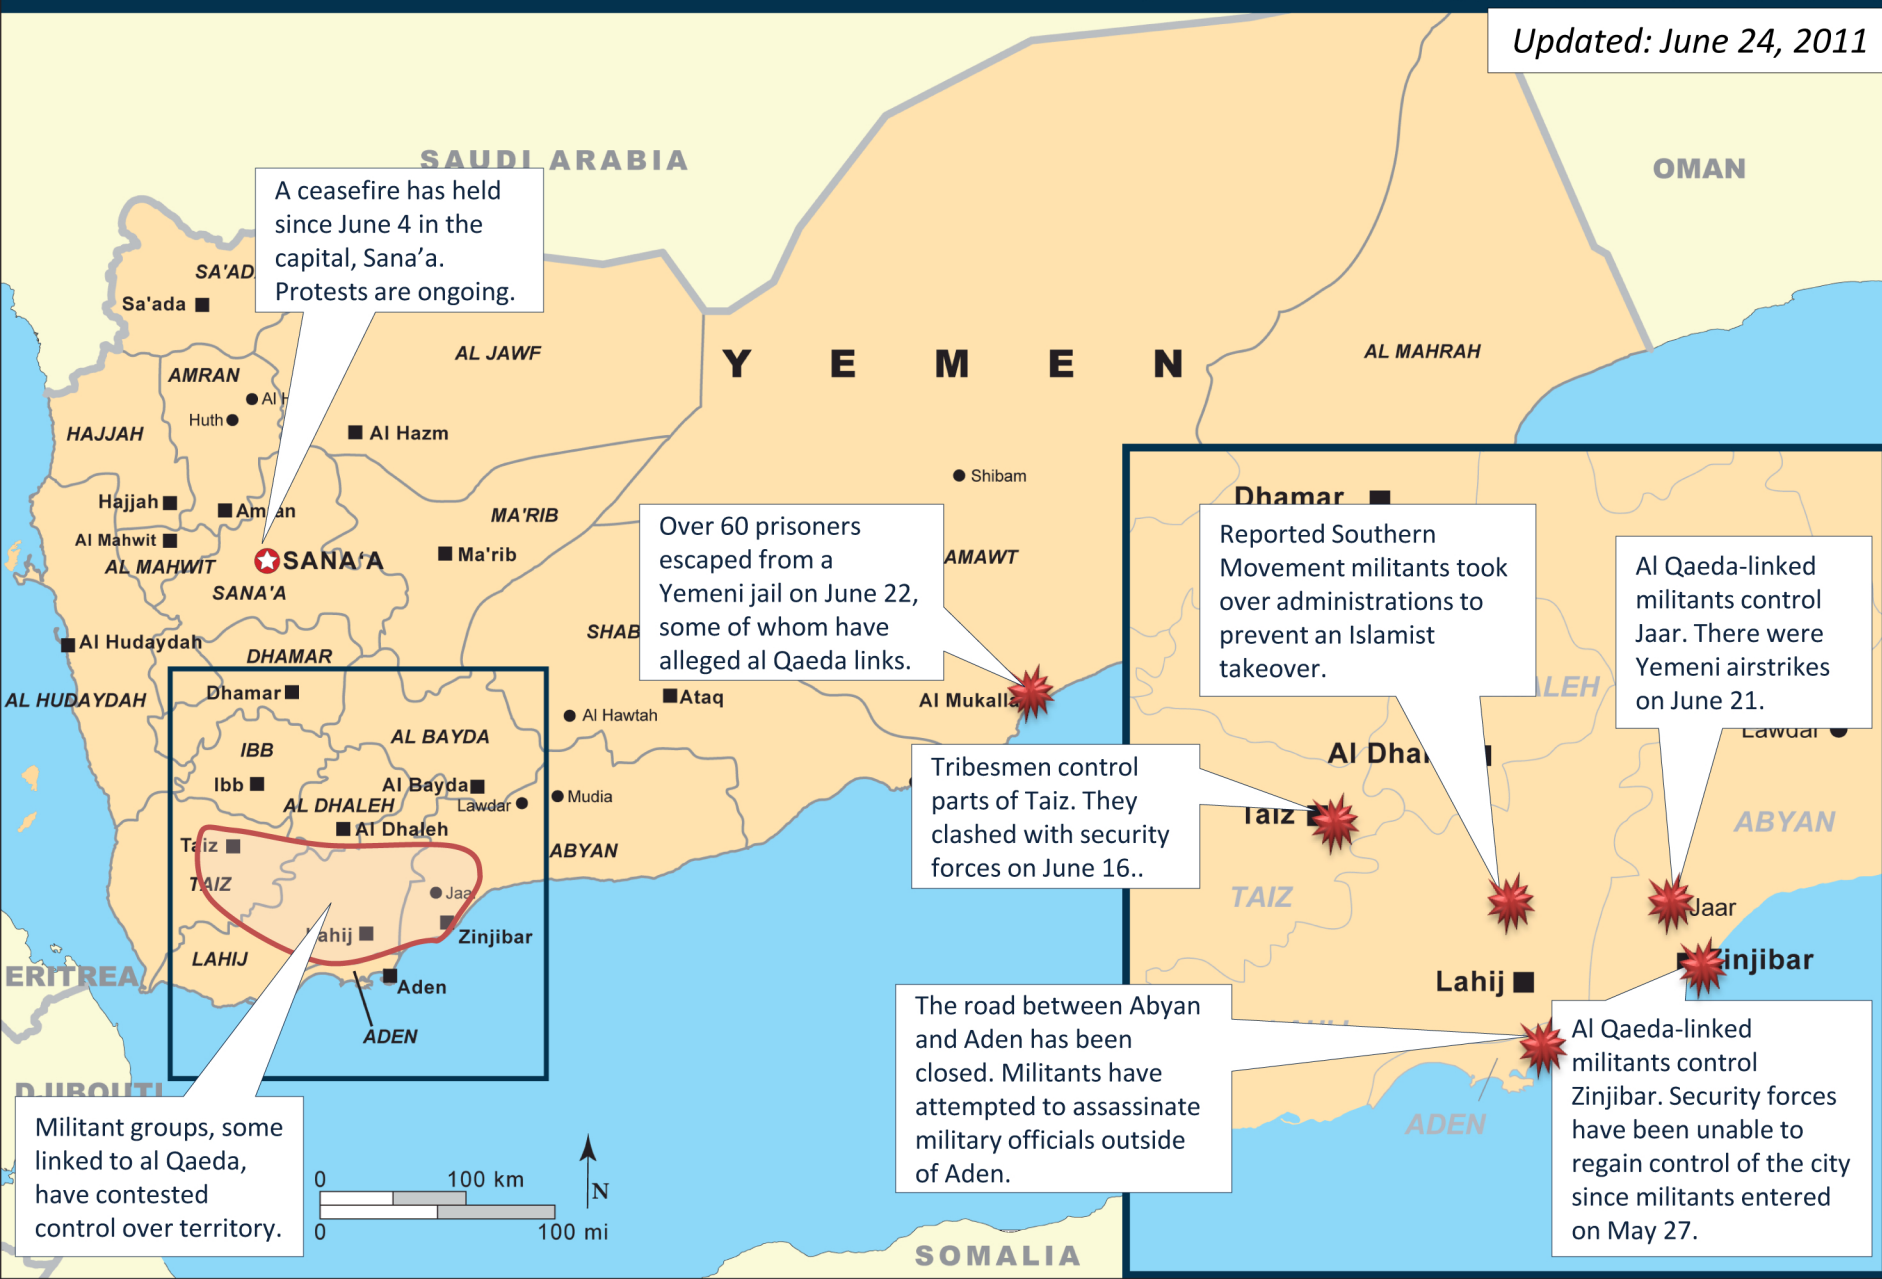 Updated: June 24, 2011
SAUDI ARABIA
OMAN
A ceasefire has held
since June 4 in the
capital, Sana’a.
Protests are ongoing.
Sa'ada
AL JAWF
Y E M E N
AL MAHRAH
AMRAN
Huth
HAJJAH
Al Hazm
Shibam
Hajjah
MA'RIB
Al Mahwit
AL MAHWIT
SANA‘A
Ma'rib
SANA'A
Over 60 prisoners
escaped from a
Yemeni jail on June 22,
some of whom have
alleged al Qaeda links.
AMAWT
SHAB
Al Hudaydah
DHAMAR
AL HUDAYDAH
Dhamar
Ataq
Al Mukalla
Al Hawtah
AL BAYDA
IBB
Ibb
Al Bayda
AL DHALEH
Lawdar
Mudia
Al Dhaleh
Taiz
ABYAN
TAIZ
Jaa
Lahij
Zinjibar
LAHIJ
Aden
ADEN
ERITREA
DJIBOUTI
Militant groups, some
linked to al Qaeda,
have contested
control over territory.
0 100 km
0 100 mi
N
SOMALIA
Dhamar
Reported Southern
Movement militants took
over administrations to
prevent an Islamist
takeover.
Al Qaeda-linked
militants control
Jaar. There were
Yemeni airstrikes
on June 21.
ALEH
Lawdar
Al Dha
Tribesmen control
parts of Taiz. They
clashed with security
forces on June 16..
Taiz
ABYAN
TAIZ
Jaar
Zinjibar
Lahij
The road between Abyan
and Aden has been
closed. Militants have
attempted to assassinate
military officials outside
of Aden.
ADEN
Al Qaeda-linked
militants control
Zinjibar. Security forces
have been unable to
regain control of the city
since militants entered
on May 27.